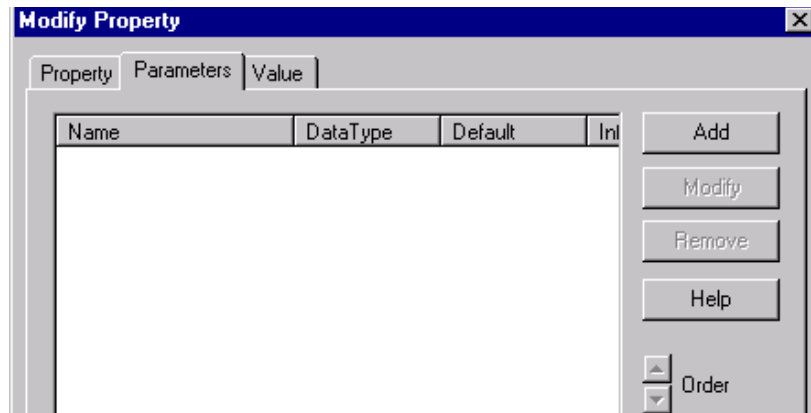 Modify Property
Property Parameters Value
Name DataType Default
Add
Modify
Remove
Help
Order